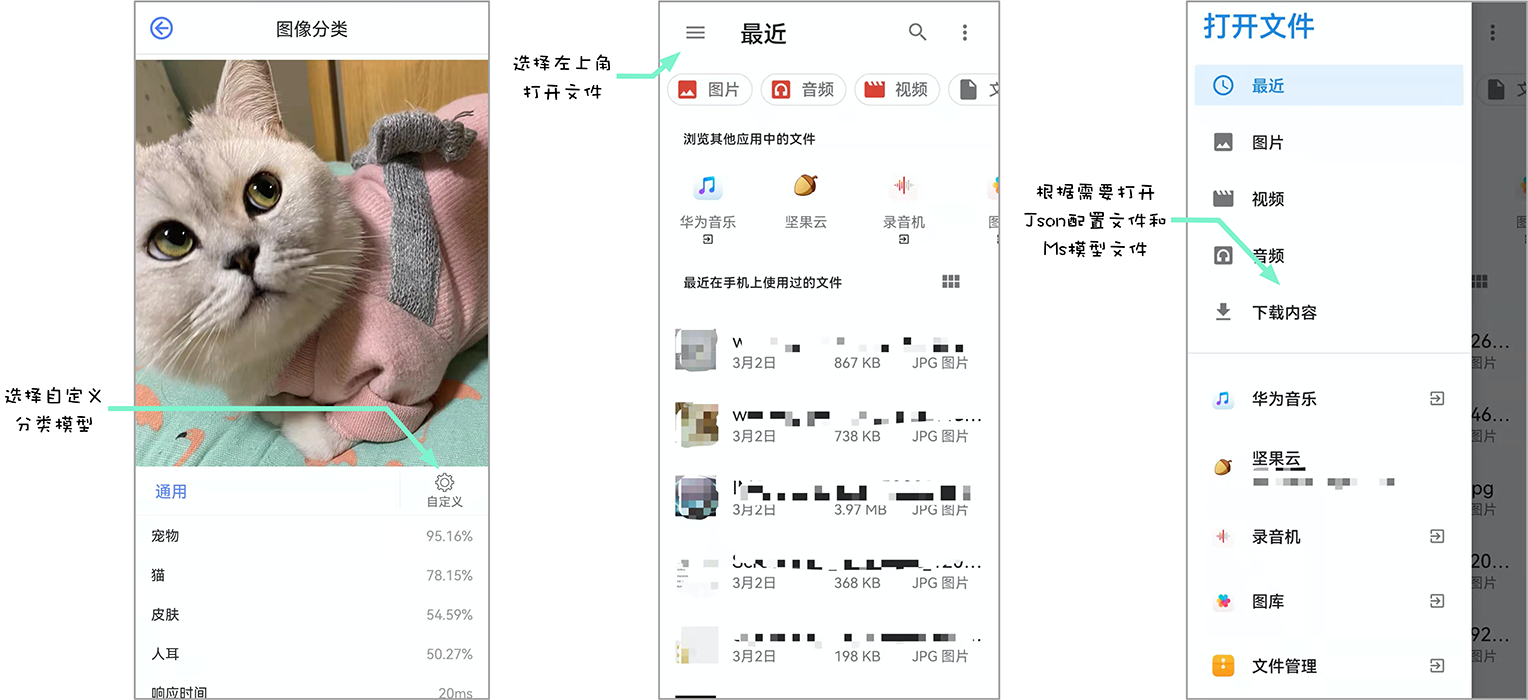 选择自定义
分类模型
图像分类
通用
自定义
宠物 95.16%
猫 78.15%
皮肤 54.59%
人耳 50.27%
响应时间 20ms
选择左上角
打开文件
最近
图片
音频
视频
浏览其他应用中的文件
华为音乐
坚果云
录音机
最近在手机上使用过的文件
3月2日 867 KB JPG 图片
3月2日 738 KB JPG 图片
3月2日 3.97 MB JPG 图片
3月2日 368 KB JPG 图片
3月2日 198 KB JPG 图片
根据需要打开
Json配置文件和
Ms模型文件
打开文件
最近
图片
视频
音频
下载内容
华为音乐
坚果云
录音机
图库
文件管理
26...
图片
46...
图片
pg
图片
20...
图片
92...
图片